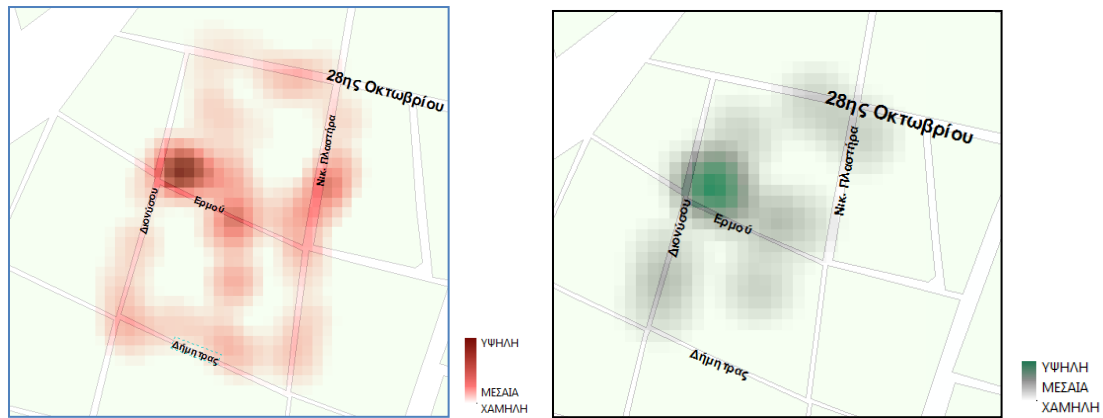 28ης Οκτωβρίου
Νικ. Πλαστήρα
Ερμού
Διονύσου
Δήμητρας
ΥΨΗΛΗ
ΜΕΣΑΙΑ
ΧΑΜΗΛΗ
28ης Οκτωβρίου
Νικ. Πλαστήρα
Ερμού
Διονύσου
Δήμητρας
ΥΨΗΛΗ
ΜΕΣΑΙΑ
ΧΑΜΗΛΗ